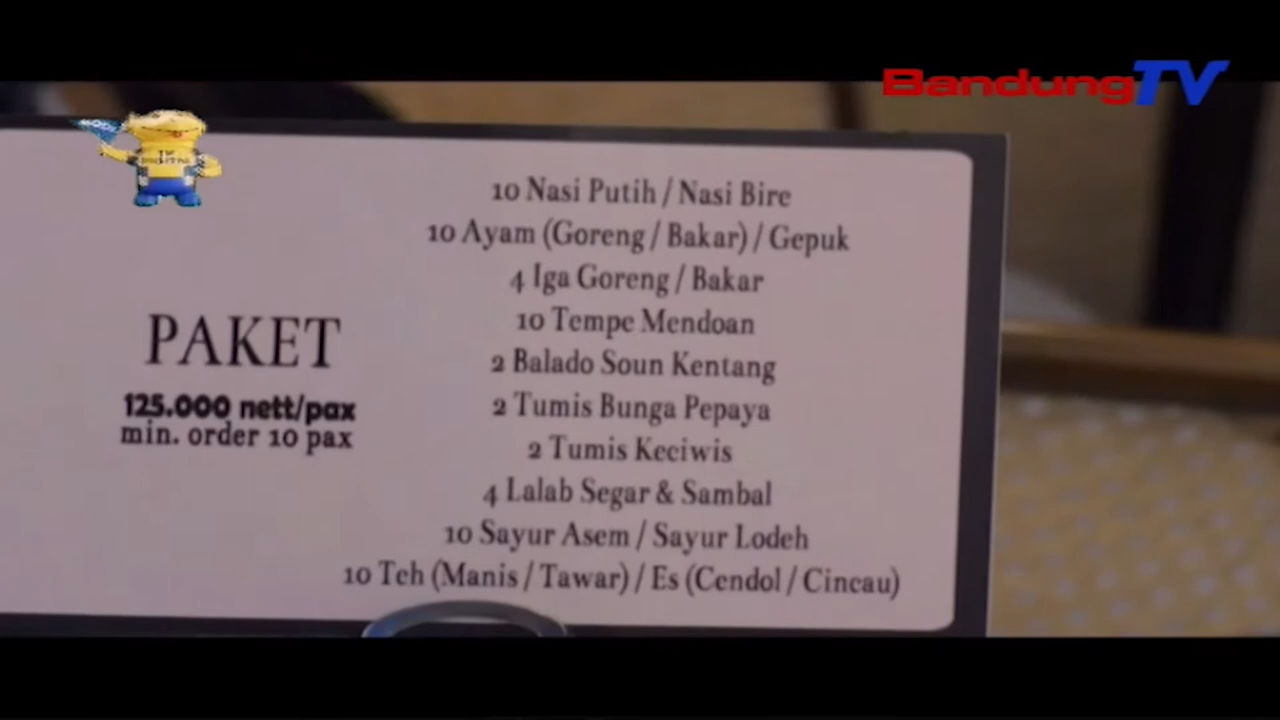 BandungTV
TV
DIGITAL
10 Nasi Putih / Nasi Bire
10 Ayam (Goreng / Bakar) / Gepuk
4 Iga Goreng / Bakar
10 Tempe Mendoan
2 Balado Soun Kentang
2 Tumis Bunga Pepaya
2 Tumis Keciwis
4 Lalab Segar & Sambal
10 Sayur Asem / Sayur Lodeh
10 Teh (Manis / Tawar) / Es (Cendol / Cincau)
PAKET
125.000 nett/pax
min. order 10 pax